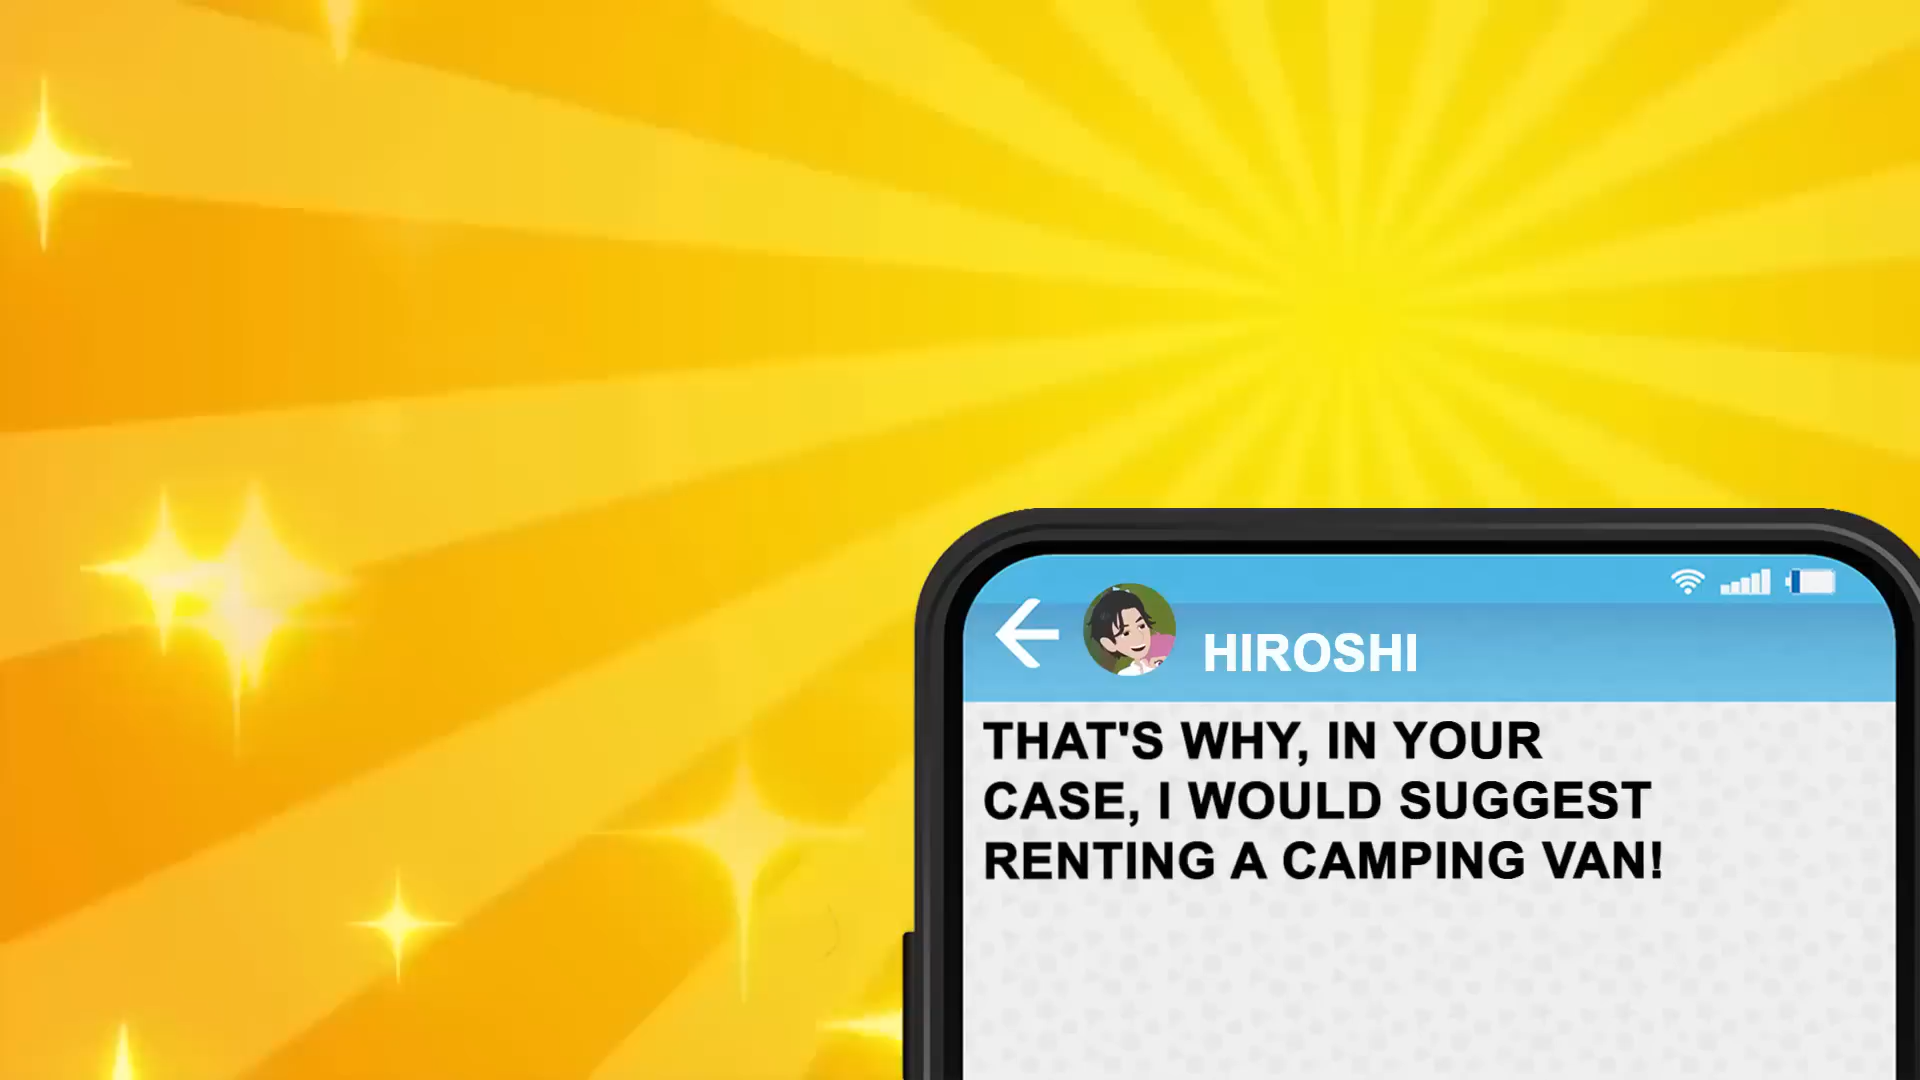 HIROSHI
THAT'S WHY, IN YOUR
CASE, I WOULD SUGGEST
RENTING A CAMPING VAN!